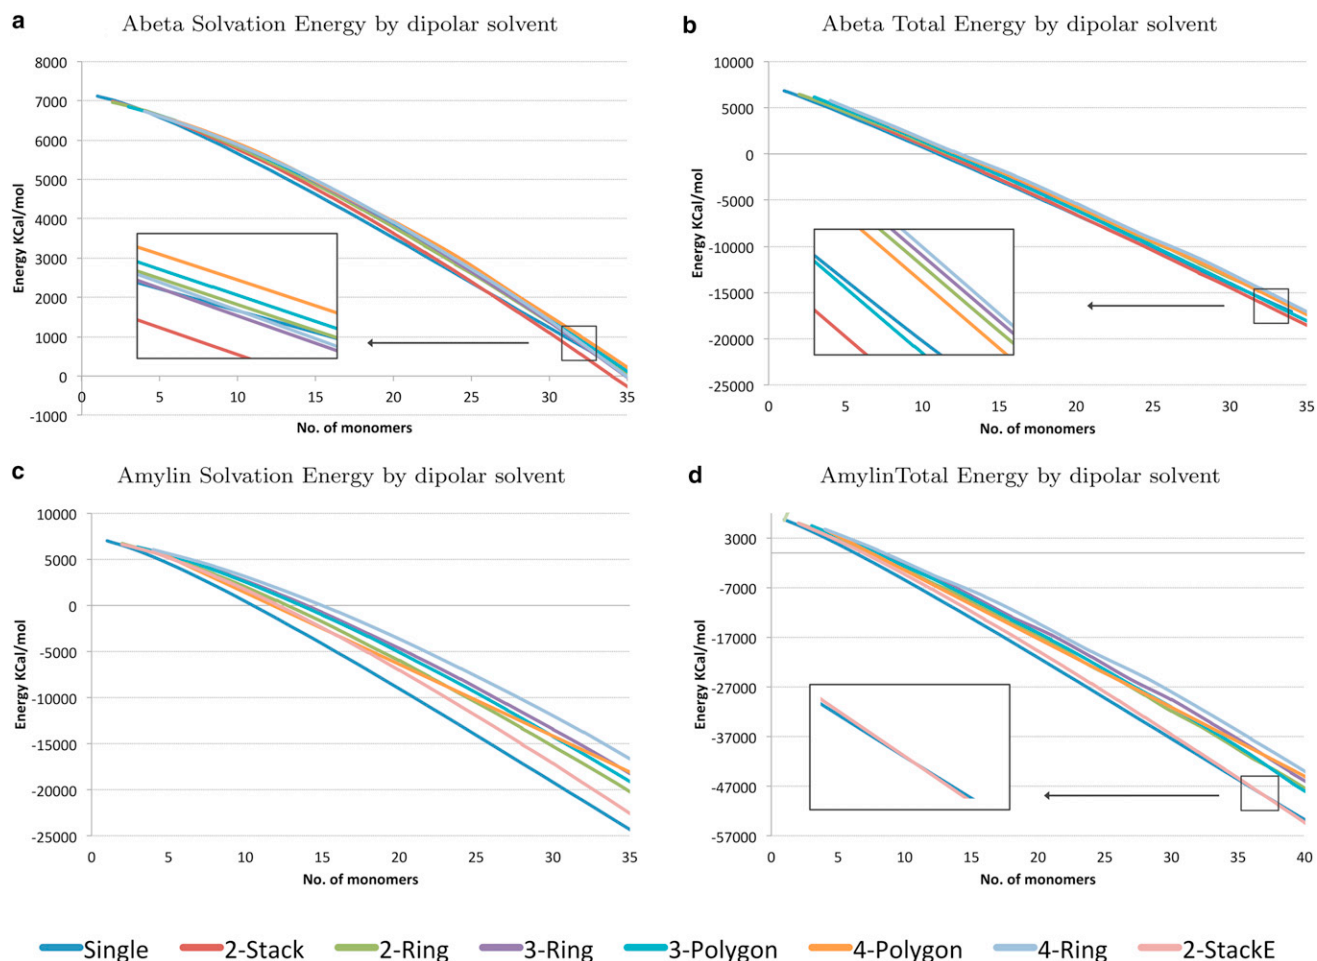 a
Abeta Solvation Energy by dipolar solvent
8000
7000
6000
5000
4000
3000
2000
1000
0
-1000
Energy KCal/mol
0 5 10 15 20 25 30 35
No. of monomers
b
Abeta Total Energy by dipolar solvent
10000
5000
0
-5000
-10000
-15000
-20000
-25000
Energy KCal/mol
0 5 10 15 20 25 30 35
No. of monomers
c
Amylin Solvation Energy by dipolar solvent
10000
5000
0
-5000
-10000
-15000
-20000
-25000
Energy KCal/mol
0 5 10 15 20 25 30 35
No. of monomers
d
AmylinTotal Energy by dipolar solvent
3000
-7000
-17000
-27000
-37000
-47000
-57000
Energy KCal/mol
0 5 10 15 20 25 30 35 40
No. of monomers
Single 2-Stack 2-Ring 3-Ring 3-Polygon 4-Polygon 4-Ring 2-StackE